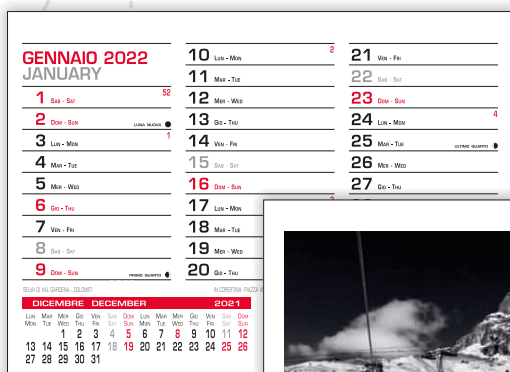 GENNAIO 2022
JANUARY
1 SAB - SAT 52
2 DOM - SUN LUNA NUOVA
3 LUN - MON 1
4 MAR - TUE
5 MER - WED
6 GIO - THU
7 VEN - FRI
8 SAB - SAT
9 DOM - SUN PRIMO QUARTO
10 LUN - MON 2
11 MAR - TUE
12 MER - WED
13 GIO - THU
14 VEN - FRI
15 SAB - SAT
16 DOM - SUN
17 LUN - MON
18 MAR - TUE
19 MER - WED
20 GIO - THU
21 VEN - FRI
22 SAB - SAT
23 DOM - SUN
24 LUN - MON 4
25 MAR - TUE ULTIMO QUARTO
26 MER - WED
27 GIO - THU
SELVA DI VAL GARDENA - DOLOMITI
IN COPERTINA: PIAZZA
DICEMBRE DECEMBER 2021
LUN MAR MER GIO VEN SAB DOM LUN MAR MER GIO VEN SAB DOM
MON TUE WED THU FRI SAT SUN MON TUE WED THU FRI SAT SUN
1 2 3 4 5 6 7 8 9 10 11 12
13 14 15 16 17 18 19 20 21 22 23 24 25 26
27 28 29 30 31